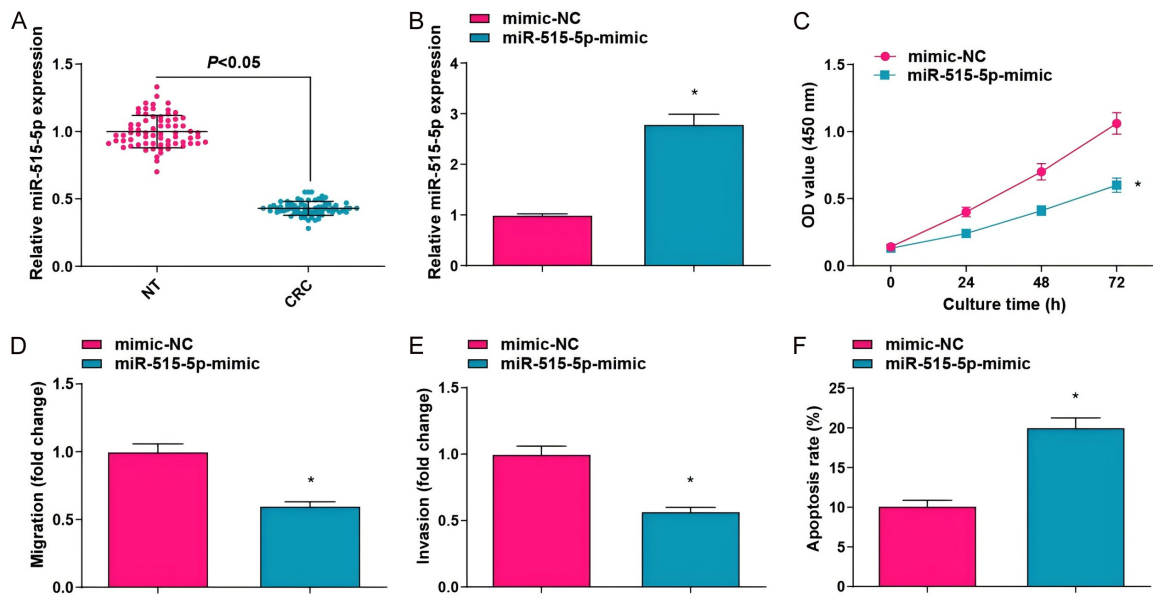 A
Relative miR-515-5p expression
1.5
1.0
0.5
0.0
P<0.05
NT
CRC
B
mimic-NC
miR-515-5p-mimic
Relative miR-515-5p expression
4
3
2
1
0
*
C
mimic-NC
miR-515-5p-mimic
OD value (450 nm)
1.5
1.0
0.5
0.0
*
0 24 48 72
Culture time (h)
D
mimic-NC
miR-515-5p-mimic
Migration (fold change)
1.5
1.0
0.5
0.0
*
E
mimic-NC
miR-515-5p-mimic
Invasion (fold change)
1.5
1.0
0.5
0.0
*
F
mimic-NC
miR-515-5p-mimic
Apoptosis rate (%)
25
20
15
10
5
0
*